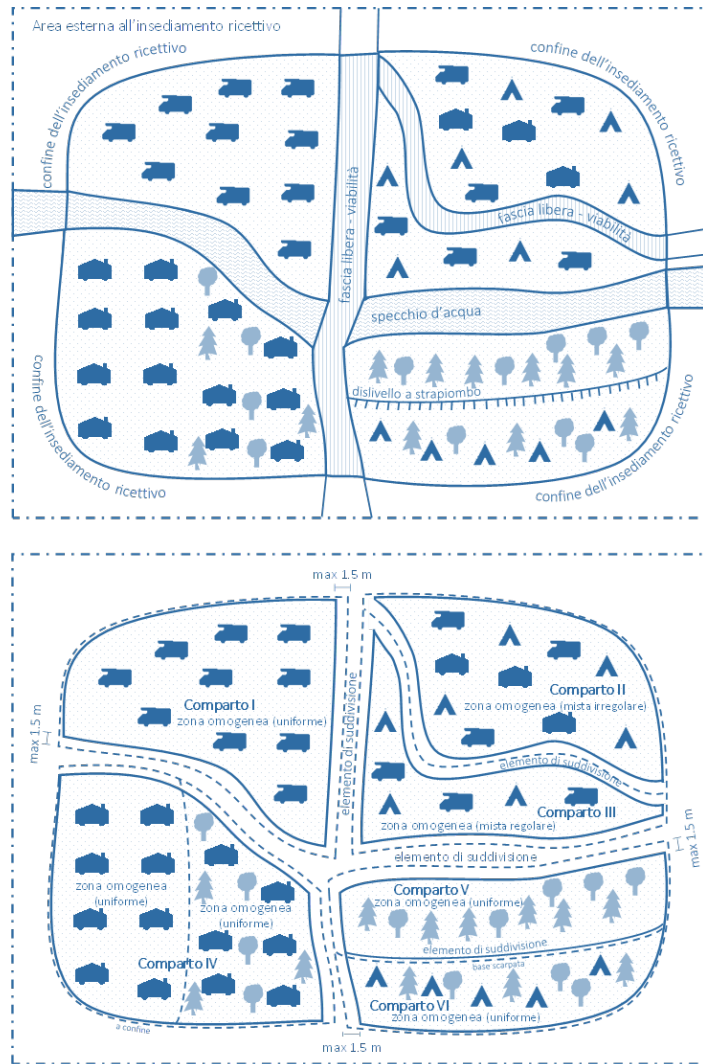 Area esterna all'insediamento ricettivo
confine dell'insediamento ricettivo
confine dell'insediamento ricettivo
fascia libera - viabilità
fascia libera - viabilità
specchio d'acqua
dislivello a strapiombo
confine dell'insediamento ricettivo
confine dell'insediamento ricettivo
max 1.5 m
Comparto I
zona omogenea (uniforme)
elemento di suddivisione
Comparto II
zona omogenea (mista irregolare)
max 1.5 m
elemento di suddivisione
Comparto III
zona omogenea (mista regolare)
max 1.5 m
elemento di suddivisione
Comparto V
zona omogenea (uniforme)
zona omogenea
(uniforme)
zona omogenea
(uniforme)
elemento di suddivisione
base scarpata
Comparto IV
Comparto VI
zona omogenea (uniforme)
a confine
max 1.5 m